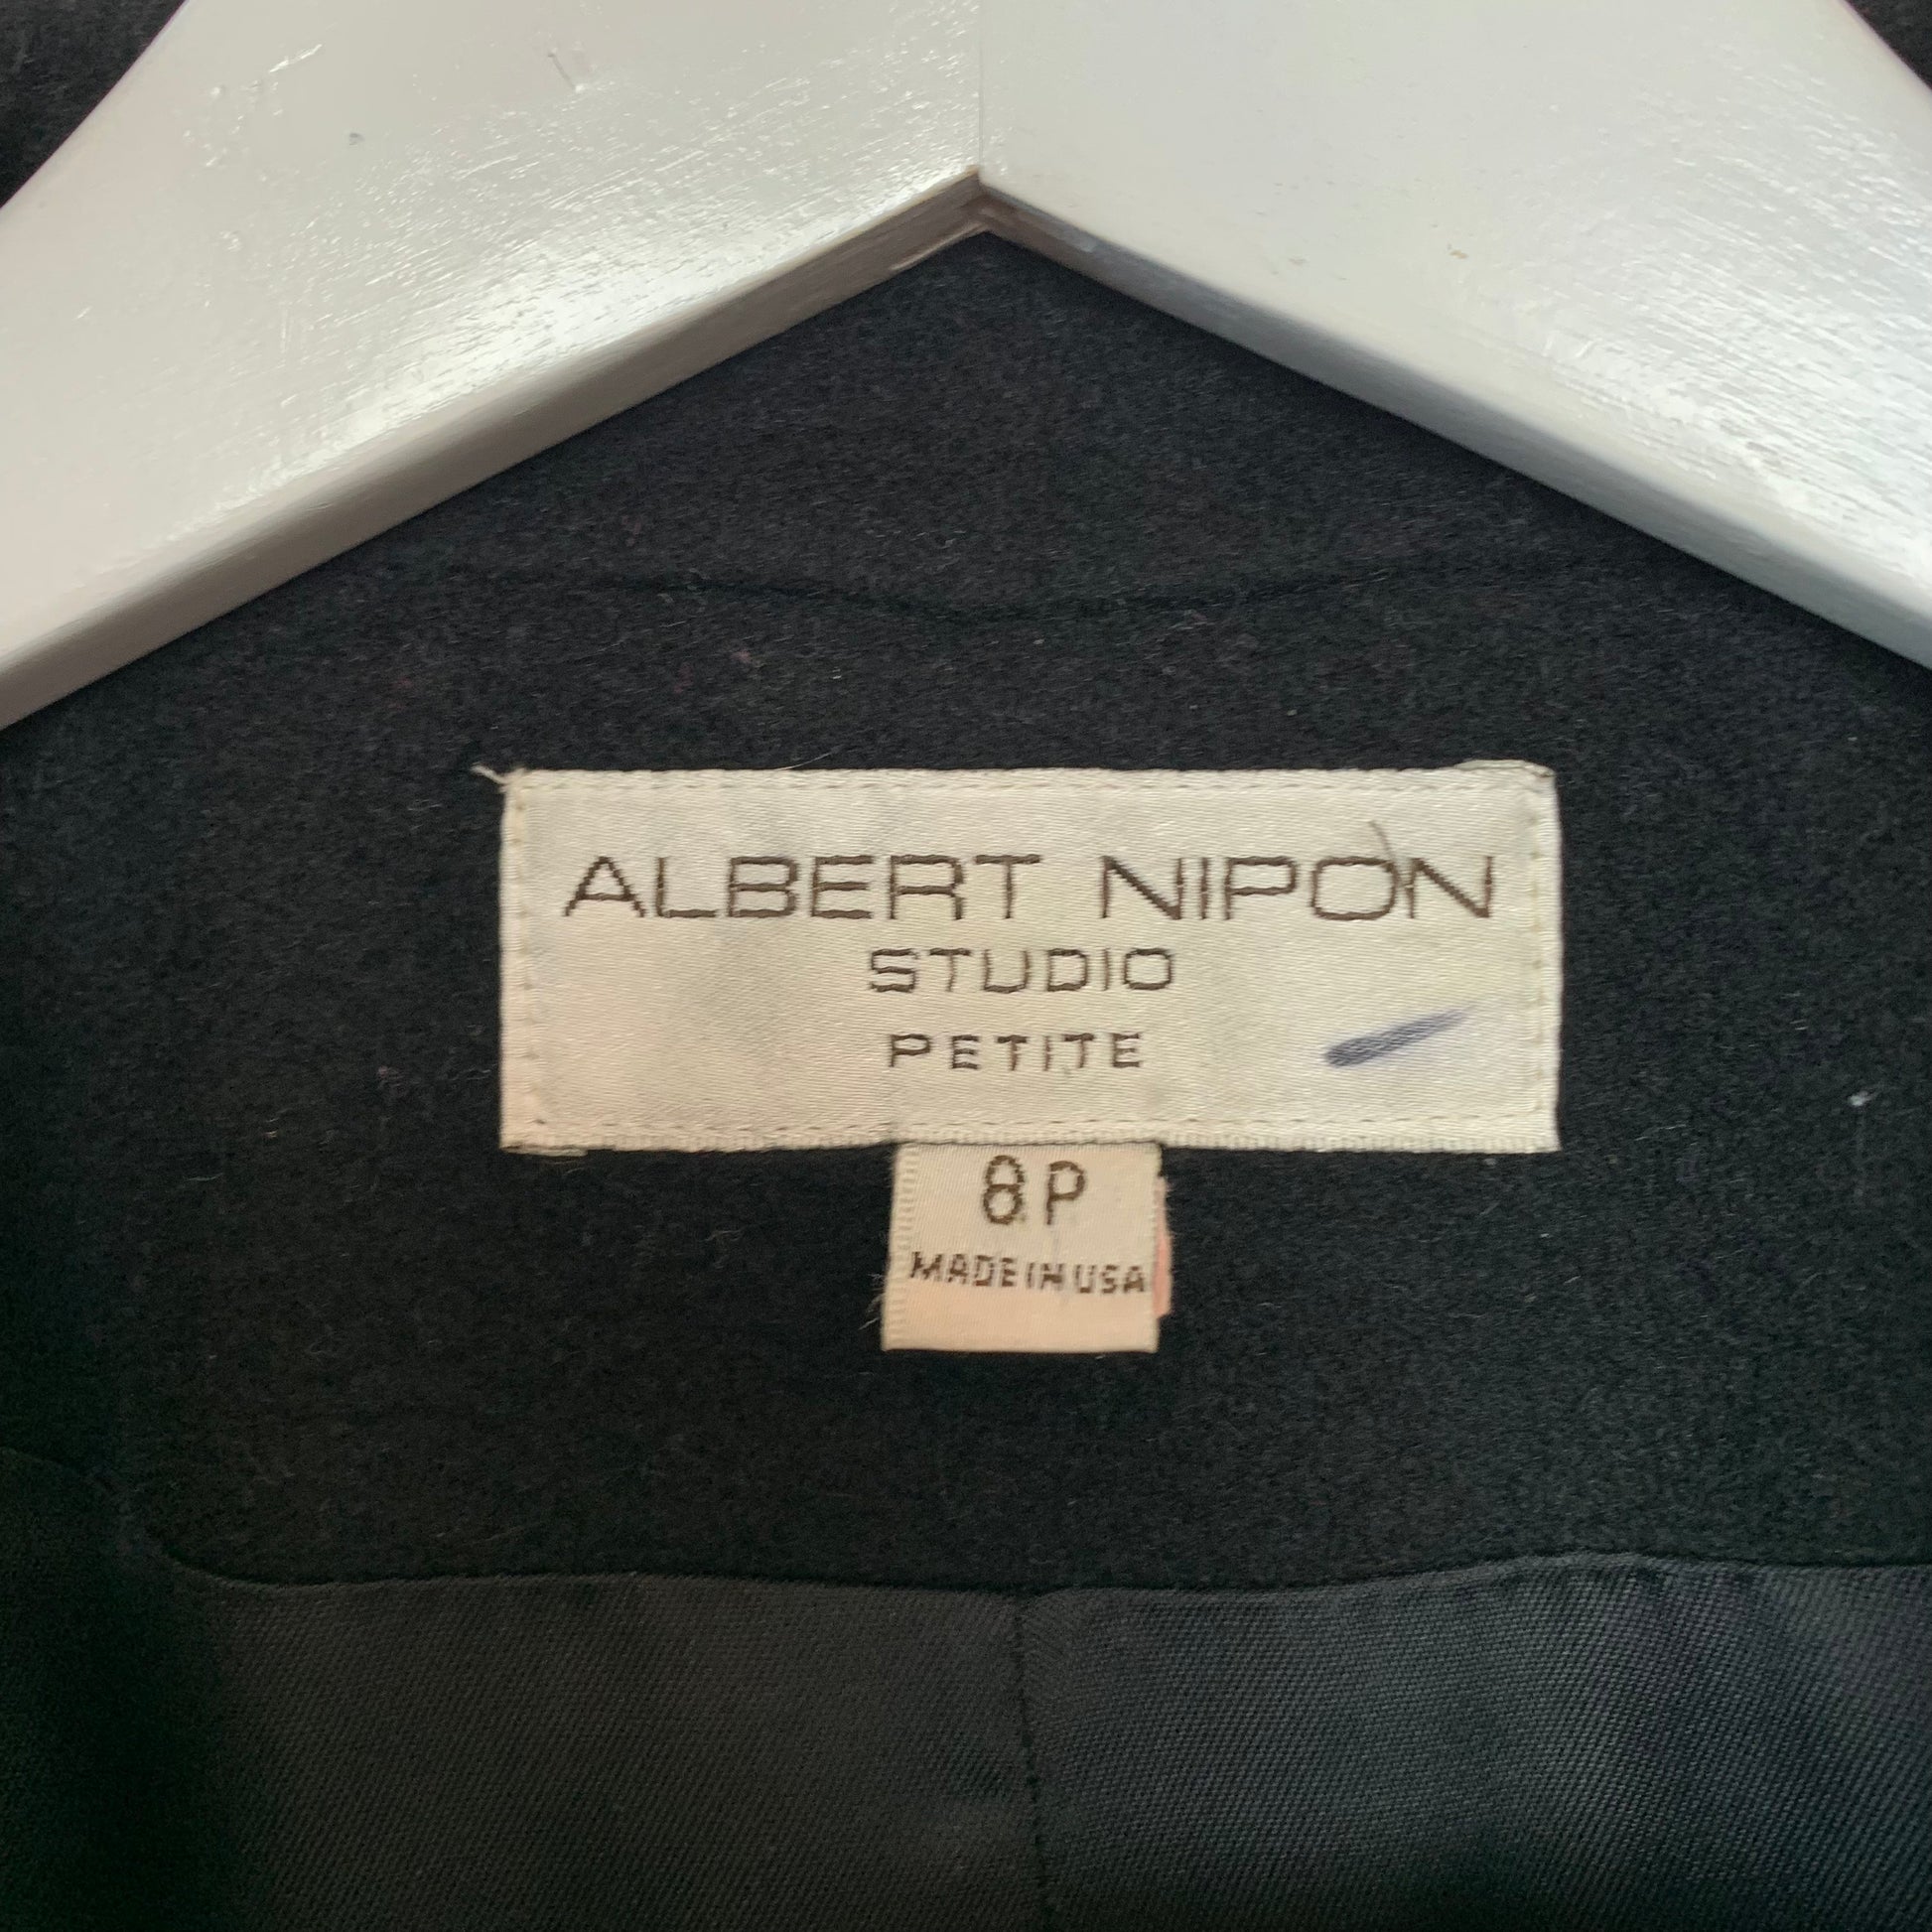 ALBERT NIPON
STUDIO
PETITE
8P
MADE IN USA